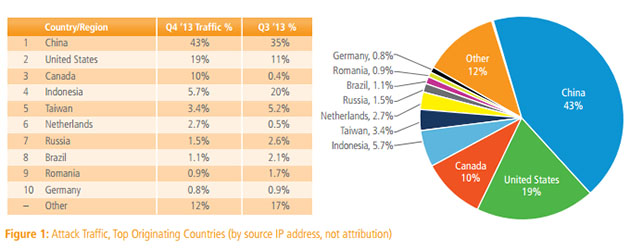 Country/Region Q4 '13 Traffic % Q3 '13 %
1 China 43% 35%
2 United States 19% 11%
3 Canada 10% 0.4%
4 Indonesia 5.7% 20%
5 Taiwan 3.4% 5.2%
6 Netherlands 2.7% 0.5%
7 Russia 1.5% 2.6%
8 Brazil 1.1% 2.1%
9 Romania 0.9% 1.7%
10 Germany 0.8% 0.9%
– Other 12% 17%
Germany, 0.8%
Romania, 0.9%
Brazil, 1.1%
Russia, 1.5%
Netherlands, 2.7%
Taiwan, 3.4%
Indonesia, 5.7%
Other
12%
China
43%
Canada
10%
United States
19%
Figure 1: Attack Traffic, Top Originating Countries (by source IP address, not attribution)